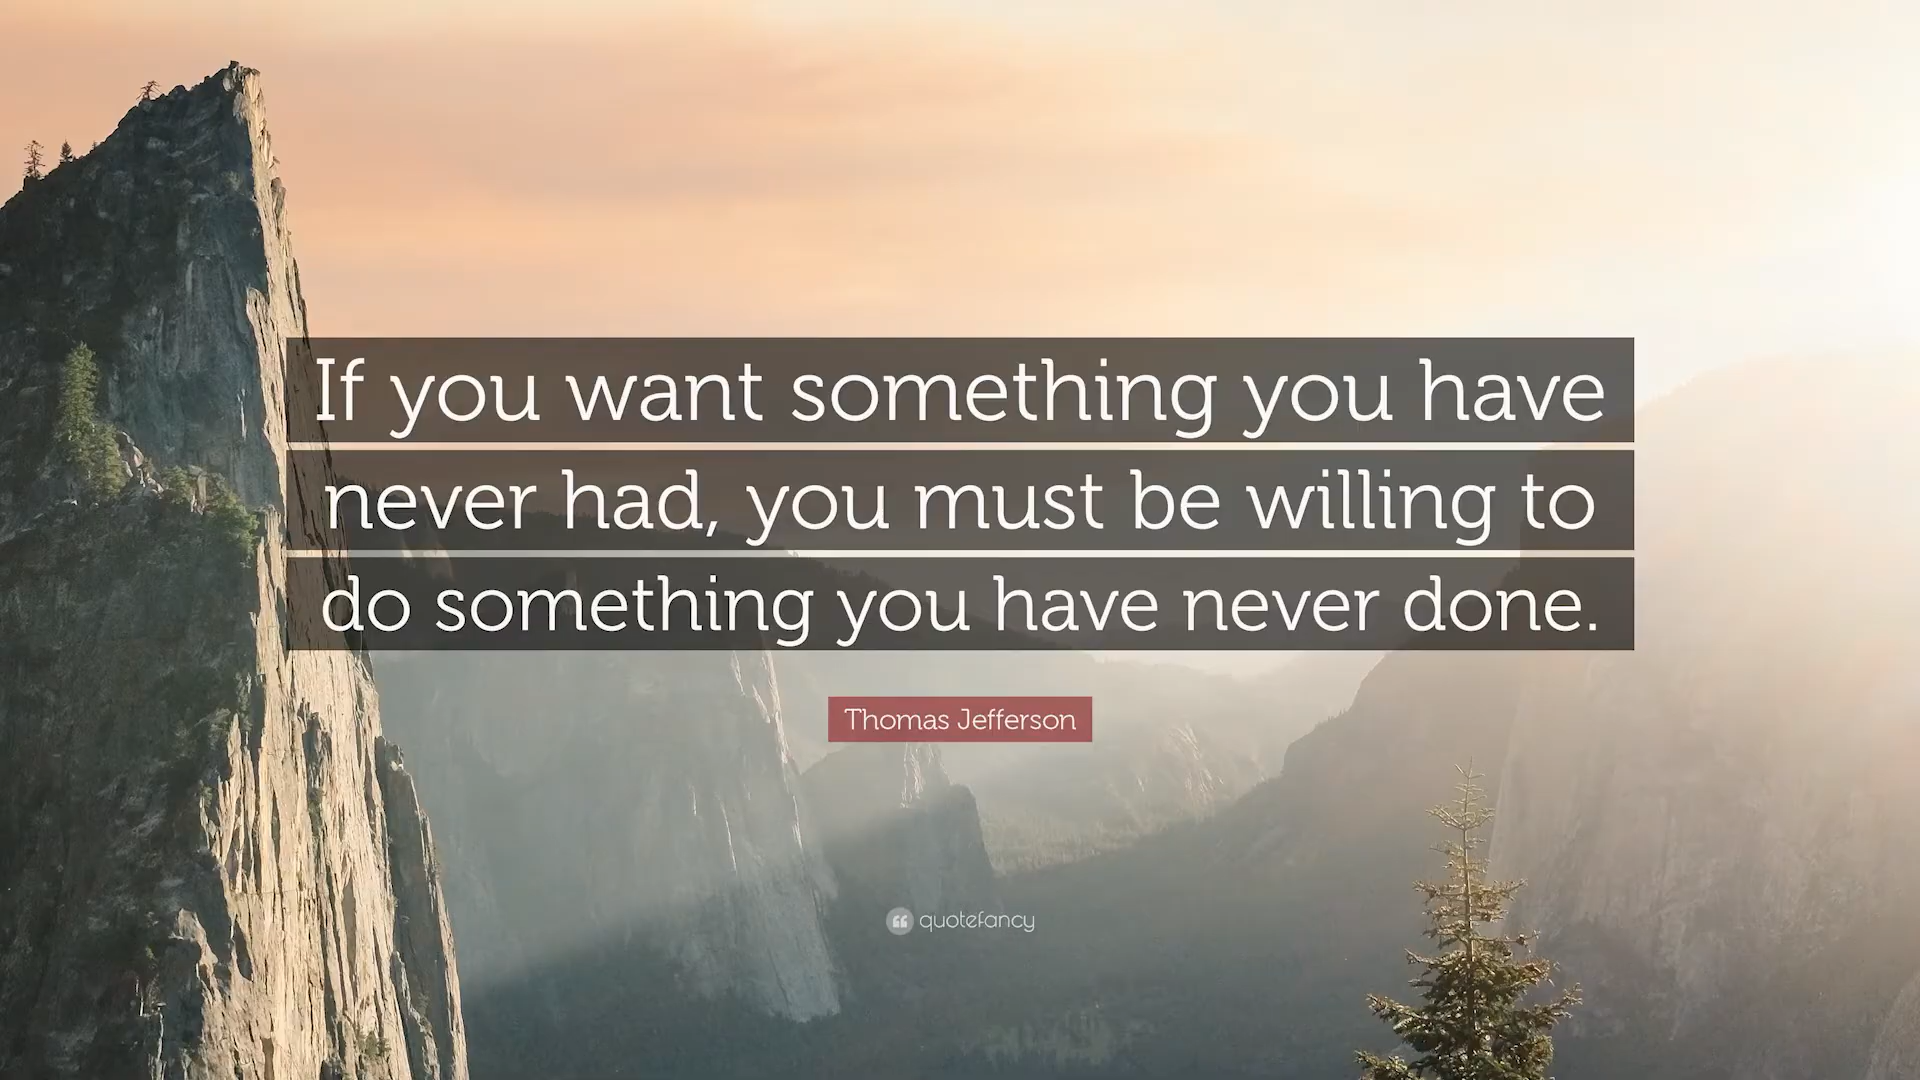 If you want something you have
never had, you must be willing to
do something you have never done.
Thomas Jefferson
quotefancy